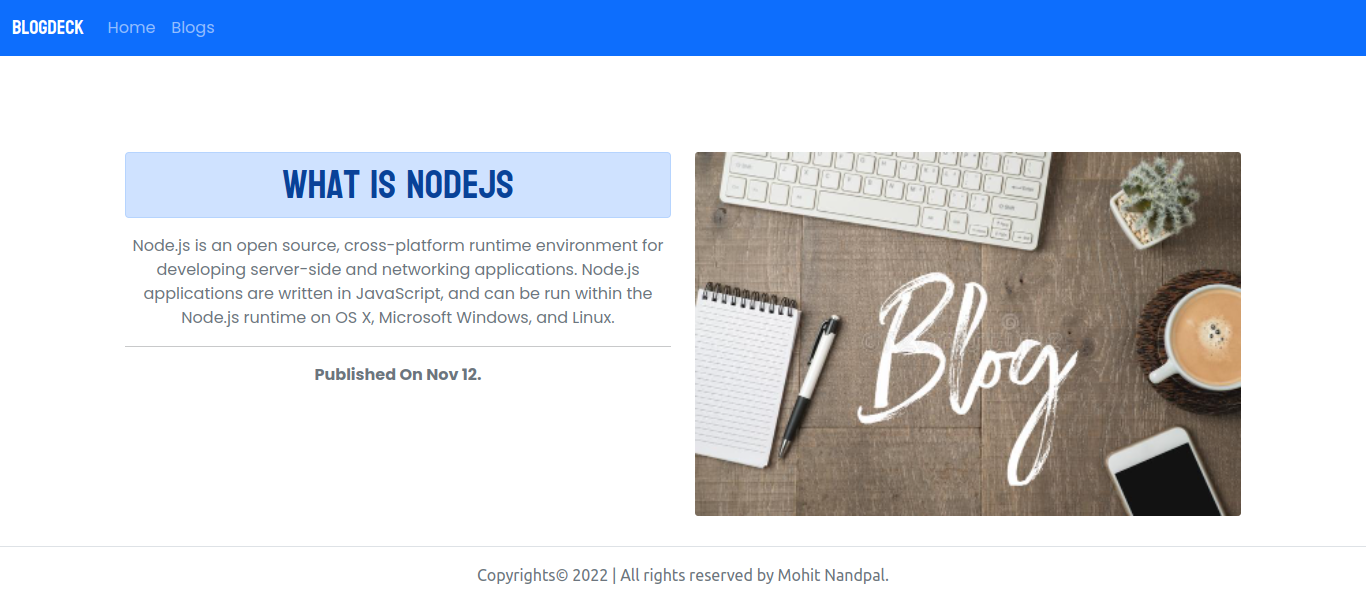 BLOGDECK Home Blogs
WHAT IS NODEJS
Node.js is an open source, cross-platform runtime environment for
developing server-side and networking applications. Node.js
applications are written in JavaScript, and can be run within the
Node.js runtime on OS X, Microsoft Windows, and Linux.
Published On Nov 12.
Blog
Copyrights© 2022 | All rights reserved by Mohit Nandpal.